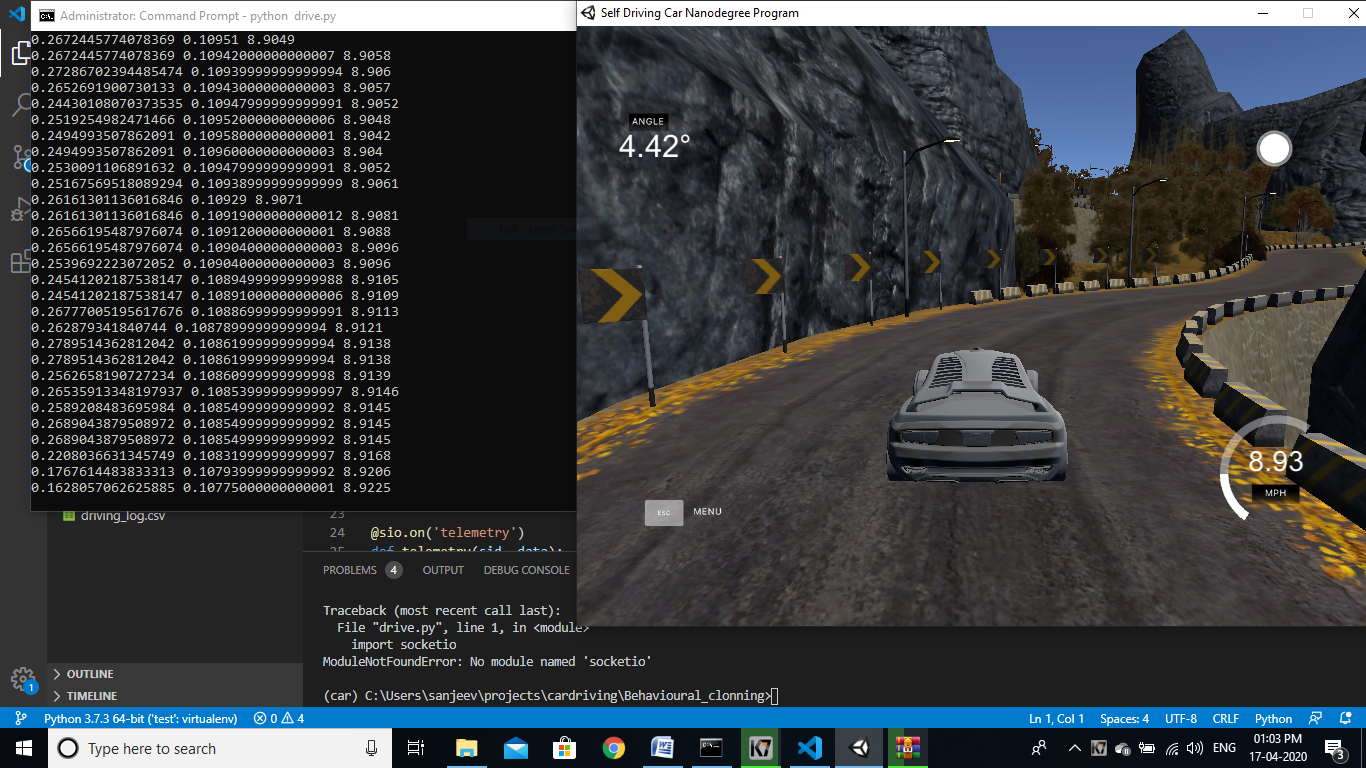 Administrator: Command Prompt - python  drive.py
0.2672445774078369 0.10951 8.9049
0.2672445774078369 0.10942000000000007 8.9058
0.27286702394485474 0.10939999999999994 8.906
0.2652691900730133 0.10943000000000003 8.9057
0.24430108070373535 0.10947999999999991 8.9052
0.2519254982471466 0.10952000000000006 8.9048
0.2494993507862091 0.10958000000000001 8.9042
0.2494993507862091 0.10960000000000003 8.904
0.2530091106891632 0.10947999999999991 8.9052
0.25167569518089294 0.10938999999999999 8.9061
0.26161301136016846 0.10929 8.9071
0.26161301136016846 0.10919000000000012 8.9081
0.26566195487976074 0.1091200000000001 8.9088
0.26566195487976074 0.10904000000000003 8.9096
0.2539692223072052 0.10904000000000003 8.9096
0.24541202187538147 0.10894999999999988 8.9105
0.24541202187538147 0.10891000000000006 8.9109
0.26777005195617676 0.10886999999999991 8.9113
0.262879341840744 0.10878999999999994 8.9121
0.2789514362812042 0.10861999999999994 8.9138
0.2789514362812042 0.10861999999999994 8.9138
0.2562658190727234 0.10860999999999998 8.9139
0.26535913348197937 0.10853999999999997 8.9146
0.2589208483695984 0.10854999999999992 8.9145
0.2689043879508972 0.10854999999999992 8.9145
0.2689043879508972 0.10854999999999992 8.9145
0.2208036631345749 0.10831999999999997 8.9168
0.1767614483833313 0.10793999999999992 8.9206
0.1628057062625885 0.10775000000000001 8.9225
Self Driving Car Nanodegree Program
ANGLE
4.42°
8.93
MPH
ESC MENU
driving_log.csv
23
24 @sio.on('telemetry')
25 def telemetry(sid, data):
PROBLEMS 4 OUTPUT DEBUG CONSOLE
Traceback (most recent call last):
File "drive.py", line 1, in <module>
import socketio
ModuleNotFoundError: No module named 'socketio'
(car) C:\Users\sanjeev\projects\cardriving\Behavioural_clonning>
OUTLINE
TIMELINE
1
Python 3.7.3 64-bit ('test': virtualenv) 0 4 Ln 1, Col 1 Spaces: 4 UTF-8 CRLF Python
Type here to search
ENG
01:03 PM
17-04-2020
3